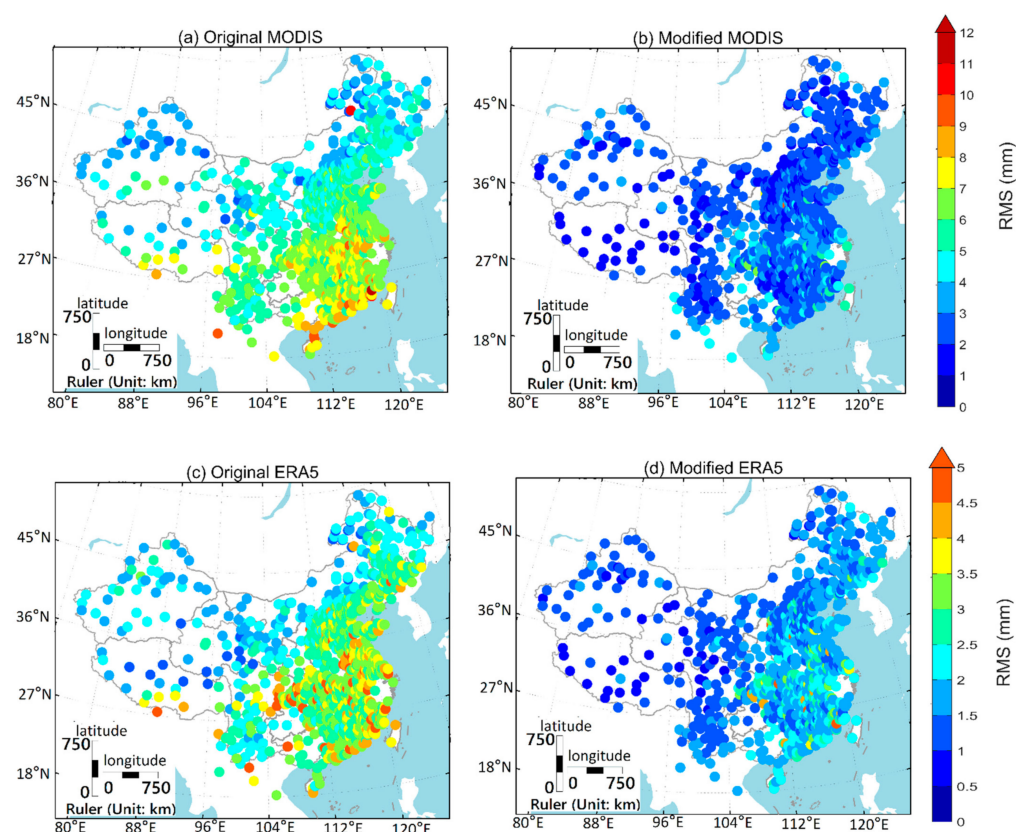 (a) Original MODIS
(b) Modified MODIS
45°N
36°N
27°N
18°N
latitude
750
0
longitude
0 750
Ruler (Unit: km)
80°E 88°E 96°E 104°E 112°E 120°E
45°N
36°N
27°N
18°N
latitude
750
0
longitude
0 750
Ruler (Unit: km)
80°E 88°E 96°E 104°E 112°E 120°E
12
11
10
9
8
7
6
5
4
3
2
1
0
RMS (mm)
(c) Original ERA5
(d) Modified ERA5
45°N
36°N
27°N
18°N
latitude
750
0
longitude
0 750
Ruler (Unit: km)
80°E 88°E 96°E 104°E 112°E 120°E
45°N
36°N
27°N
18°N
latitude
750
0
longitude
0 750
Ruler (Unit: km)
80°E 88°E 96°E 104°E 112°E 120°E
5
4.5
4
3.5
3
2.5
2
1.5
1
0.5
0
RMS (mm)